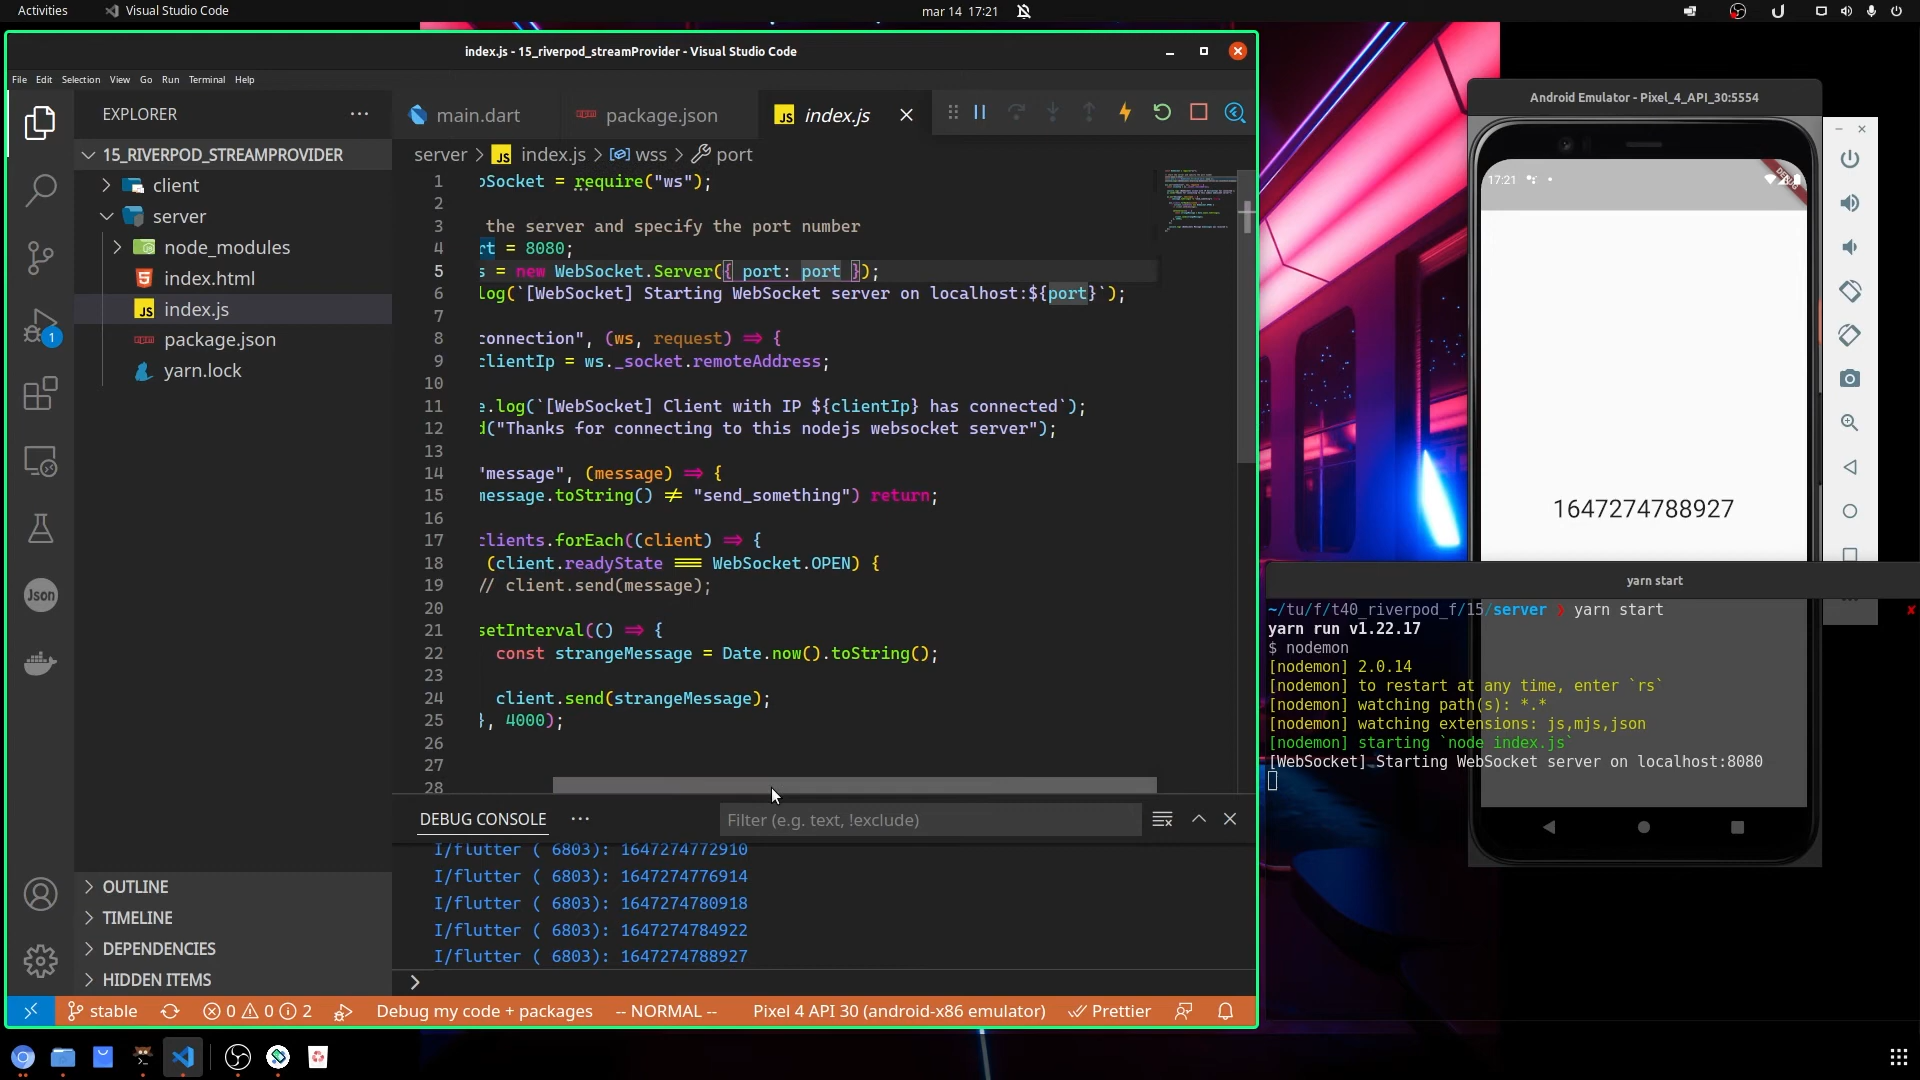 Activities
Visual Studio Code
mar 14 17:21
index.js - 15_riverpod_streamProvider - Visual Studio Code
File Edit Selection View Go Run Terminal Help
EXPLORER
15_RIVERPOD_STREAMPROVIDER
client
server
node_modules
index.html
JS index.js
package.json
yarn.lock
1
Json
OUTLINE
TIMELINE
DEPENDENCIES
HIDDEN ITEMS
main.dart
package.json
JS index.js
server > JS index.js > wss > port
1 oSocket = require("ws");
2
3 the server and specify the port number
4 rt = 8080;
5 s = new WebSocket.Server({ port: port });
6 log(`[WebSocket] Starting WebSocket server on localhost:${port}`);
7
8 connection", (ws, request) => {
9 clientIp = ws._socket.remoteAddress;
10
11 e.log(`[WebSocket] Client with IP ${clientIp} has connected`);
12 d("Thanks for connecting to this nodejs websocket server");
13
14 "message", (message) => {
15 message.toString() !== "send_something") return;
16
17 clients.forEach((client) => {
18 (client.readyState === WebSocket.OPEN) {
19 // client.send(message);
20
21 setInterval(() => {
22 const strangeMessage = Date.now().toString();
23
24 client.send(strangeMessage);
25 }, 4000);
26
27
28
DEBUG CONSOLE
Filter (e.g. text, !exclude)
I/flutter ( 6803): 1647274772910
I/flutter ( 6803): 1647274776914
I/flutter ( 6803): 1647274780918
I/flutter ( 6803): 1647274784922
I/flutter ( 6803): 1647274788927
stable
0 0 2
Debug my code + packages
-- NORMAL --
Pixel 4 API 30 (android-x86 emulator)
Prettier
Android Emulator - Pixel_4_API_30:5554
17:21
1647274788927
yarn start
~/tu/f/t40_riverpod_f/15/server > yarn start
yarn run v1.22.17
$ nodemon
[nodemon] 2.0.14
[nodemon] to restart at any time, enter `rs`
[nodemon] watching path(s): *.*
[nodemon] watching extensions: js,mjs,json
[nodemon] starting `node index.js`
[WebSocket] Starting WebSocket server on localhost:8080